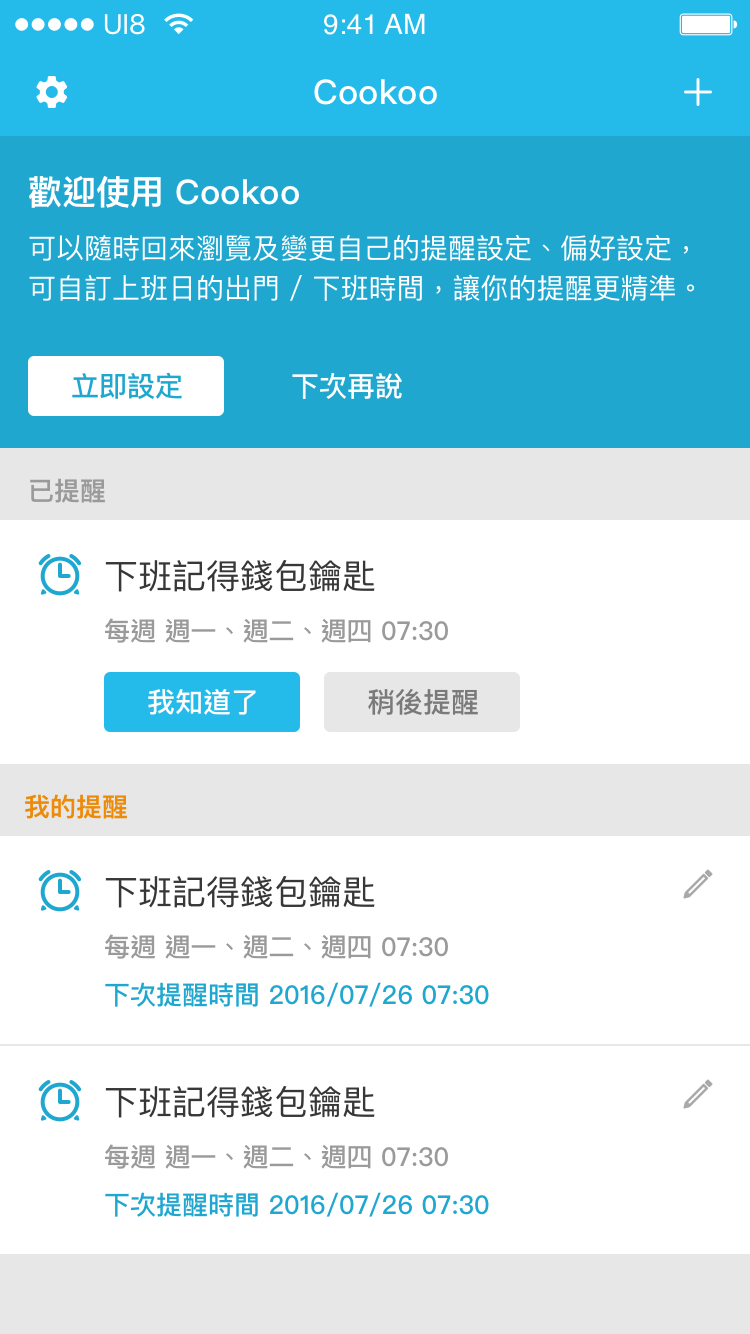 UI8 9:41 AM
Cookoo
歡迎使用 Cookoo
可以隨時回來瀏覽及變更自己的提醒設定、偏好設定，
可自訂上班日的出門 / 下班時間，讓你的提醒更精準。
立即設定 下次再說
已提醒
下班記得錢包鑰匙
每週 週一、週二、週四 07:30
我知道了 稍後提醒
我的提醒
下班記得錢包鑰匙
每週 週一、週二、週四 07:30
下次提醒時間 2016/07/26 07:30
下班記得錢包鑰匙
每週 週一、週二、週四 07:30
下次提醒時間 2016/07/26 07:30